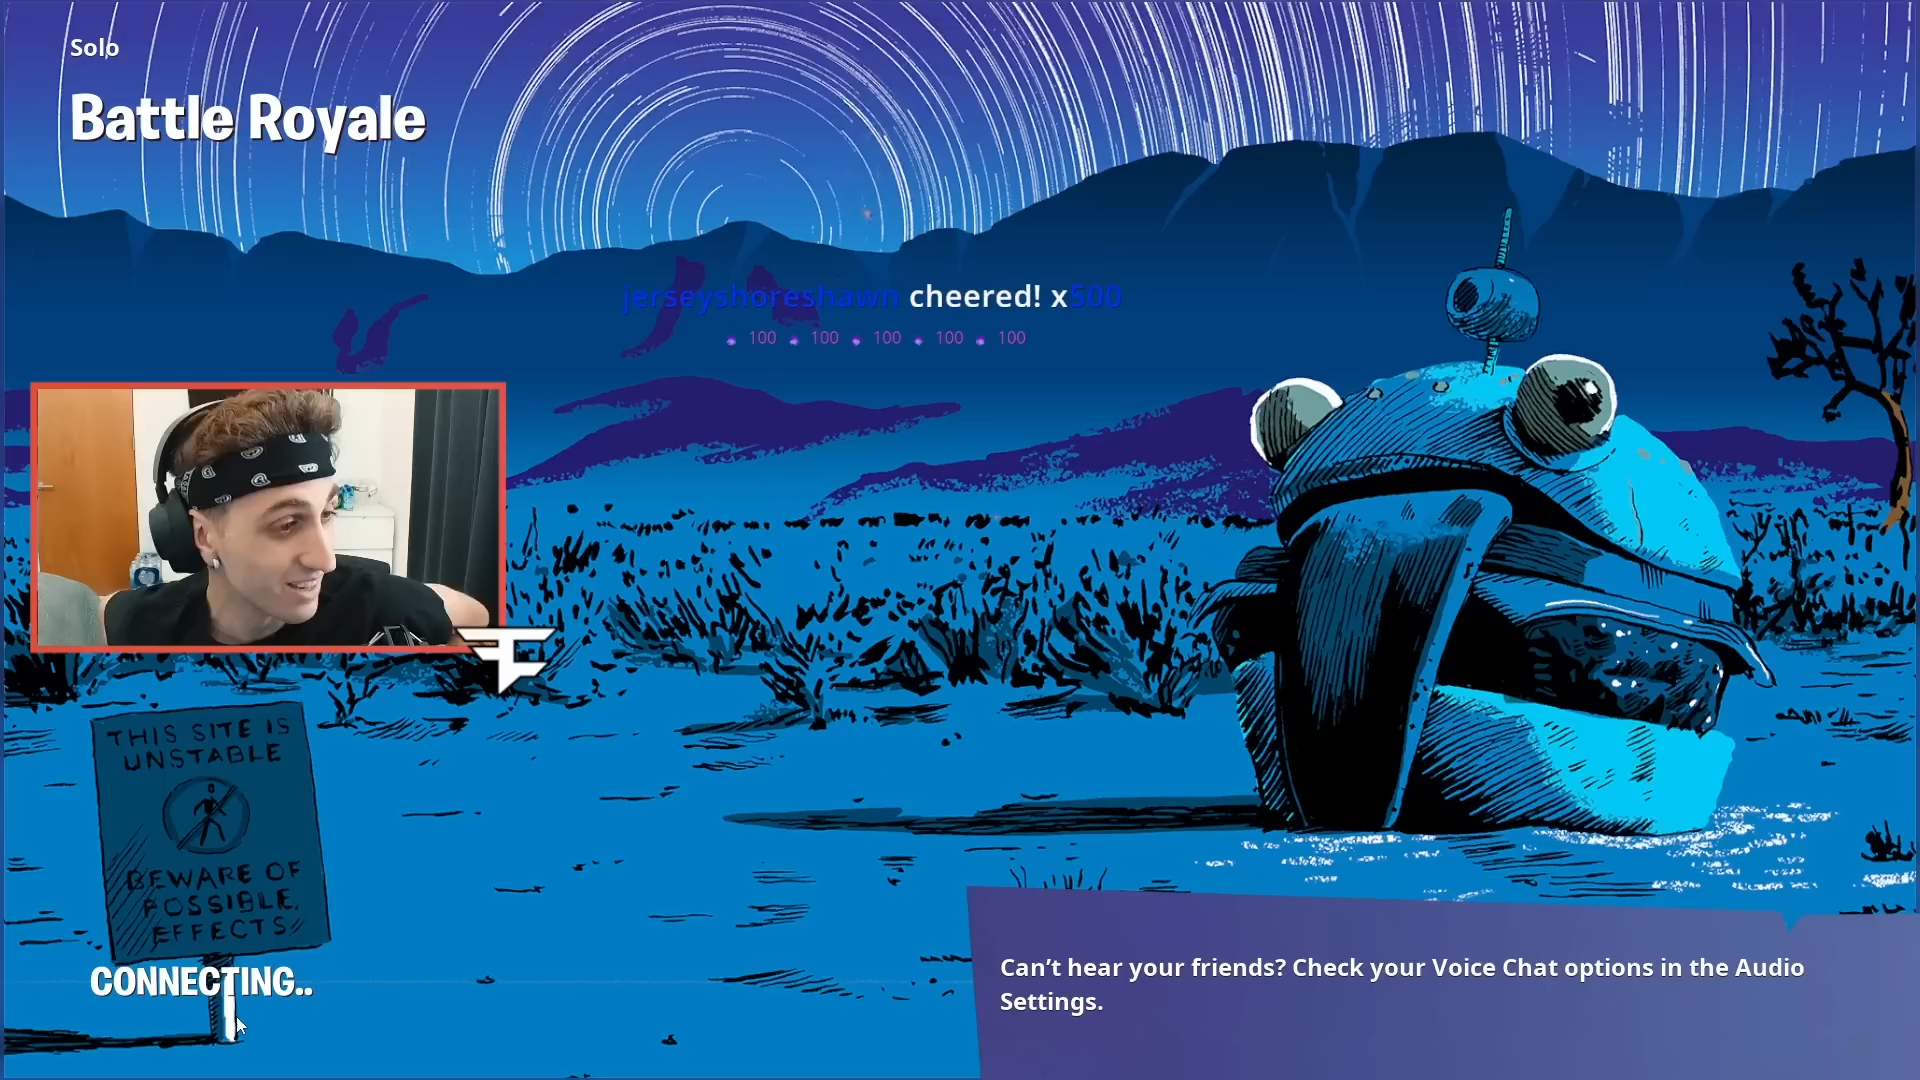 Solo
Battle Royale
jerseyshoreshawn cheered! x500
100 100 100 100 100
THIS SITE IS
UNSTABLE
BEWARE OF
POSSIBLE
EFFECTS
CONNECTING..
Can’t hear your friends? Check your Voice Chat options in the Audio
Settings.